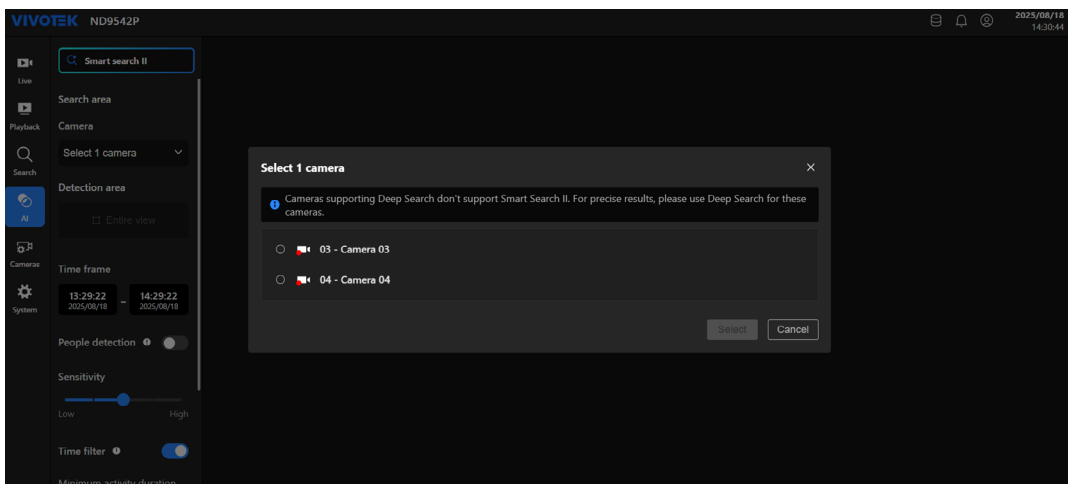 VIVOTEK ND9542P
2025/08/18
14:30:44
Live
Playback
Search
AI
Cameras
System
Smart search II
Search area
Camera
Select 1 camera
Detection area
Entire view
Time frame
13:29:22 – 14:29:22
2025/08/18 2025/08/18
People detection
Sensitivity
Low High
Time filter
Minimum activity duration
Select 1 camera
Cameras supporting Deep Search don't support Smart Search II. For precise results, please use Deep Search for these
cameras.
03 - Camera 03
04 - Camera 04
Select Cancel